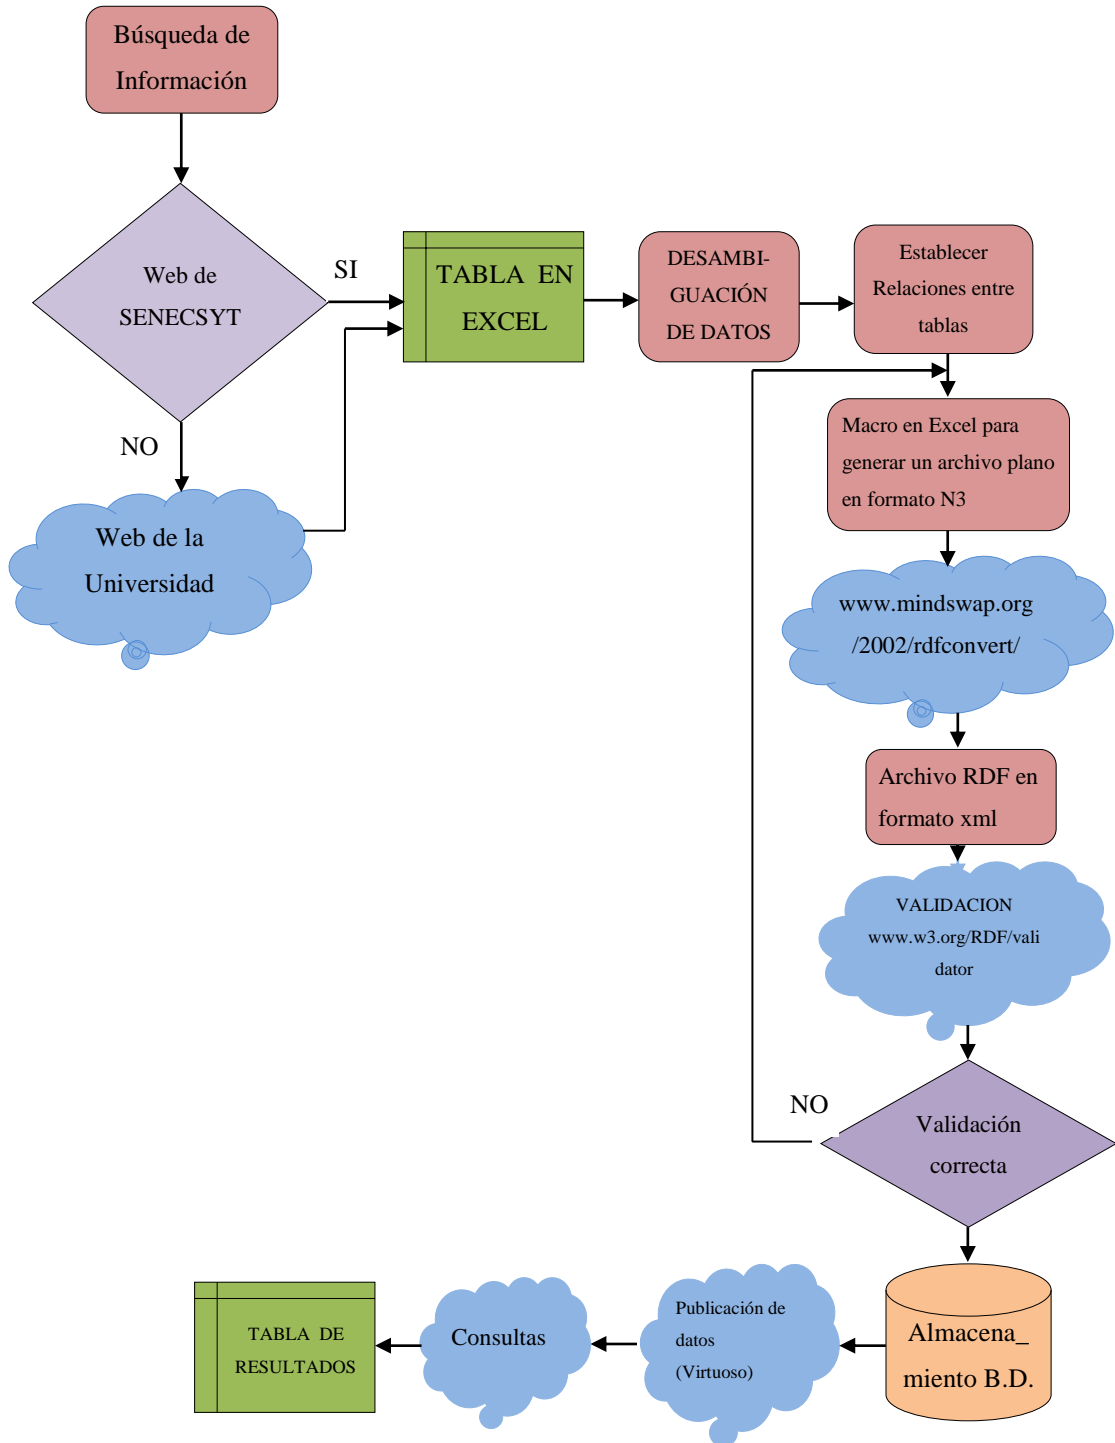 Búsqueda de
Información
Web de
SENECSYT
SI
NO
Web de la
Universidad
TABLA EN
EXCEL
DESAMBI-
GUACIÓN
DE DATOS
Establecer
Relaciones entre
tablas
Macro en Excel para
generar un archivo plano
en formato N3
www.mindswap.org
/2002/rdfconvert/
Archivo RDF en
formato xml
VALIDACION
www.w3.org/RDF/vali
dator
NO
Validación
correcta
Almacena_
miento B.D.
Publicación de
datos
(Virtuoso)
Consultas
TABLA DE
RESULTADOS